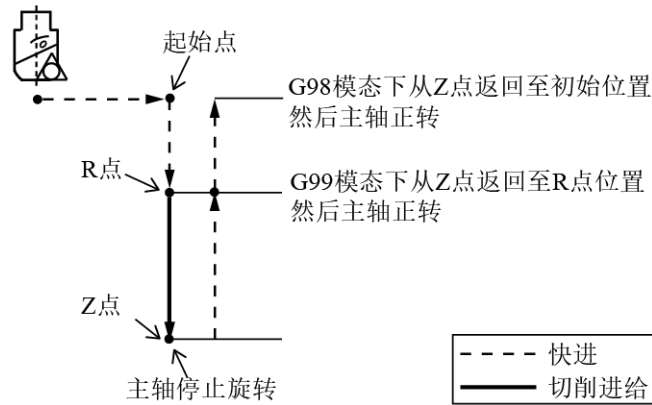 起始点
G98模态下从Z点返回至初始位置
然后主轴正转
R点
G99模态下从Z点返回至R点位置
然后主轴正转
Z点
主轴停止旋转
快进
切削进给